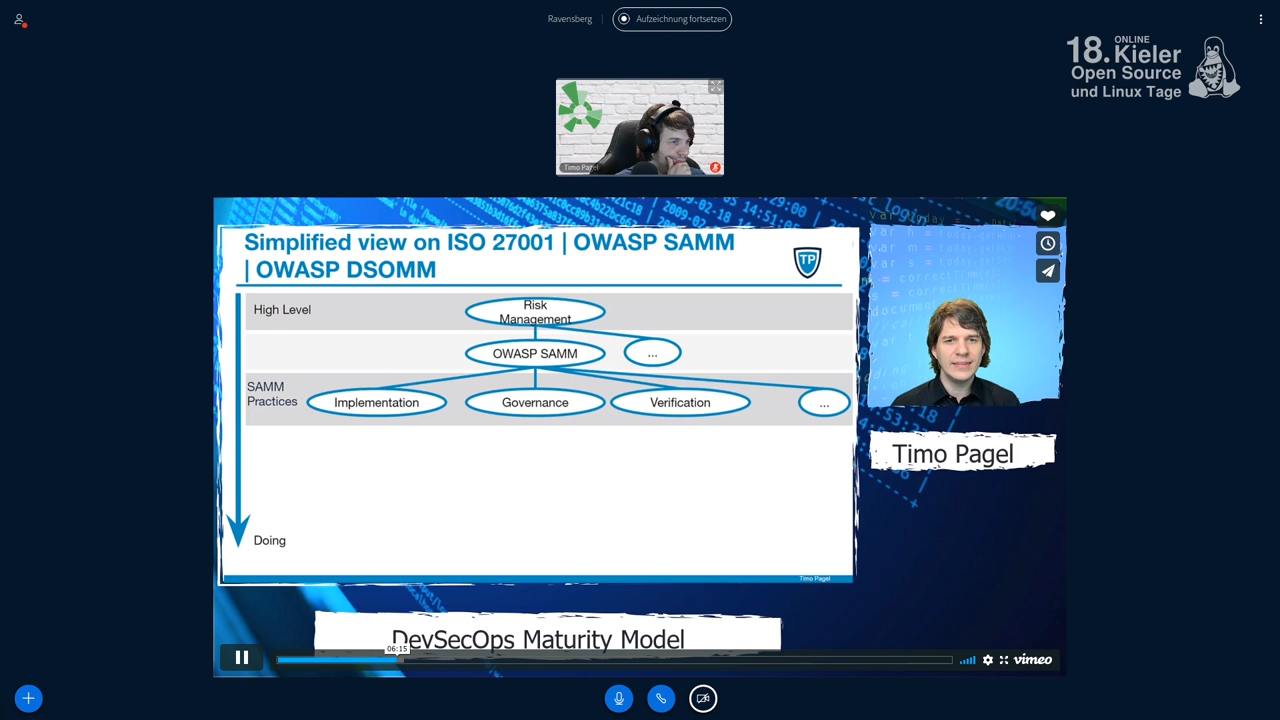 Ravensberg
Aufzeichnung fortsetzen
ONLINE
18. Kieler
Open Source
und Linux Tage
Timo Pagel
Simplified view on ISO 27001 | OWASP SAMM
| OWASP DSOMM
TP
High Level
Risk
Management
OWASP SAMM
...
SAMM
Practices
Implementation
Governance
Verification
...
Doing
Timo Pagel
Timo Pagel
DevSecOps Maturity Model
06:15
vimeo